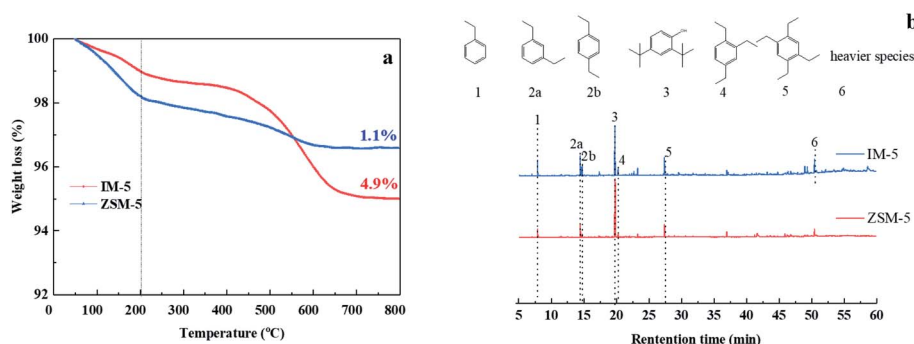 a
100
98
96
94
92
Weight loss (%)
1.1%
4.9%
IM-5
ZSM-5
0 100 200 300 400 500 600 700 800
Temperature (°C)
b
OH
heavier species
1 2a 2b 3 4 5 6
1 2a 2b 3 4 5 6
IM-5
ZSM-5
5 10 15 20 25 30 35 40 45 50 55 60
Rentention time (min)